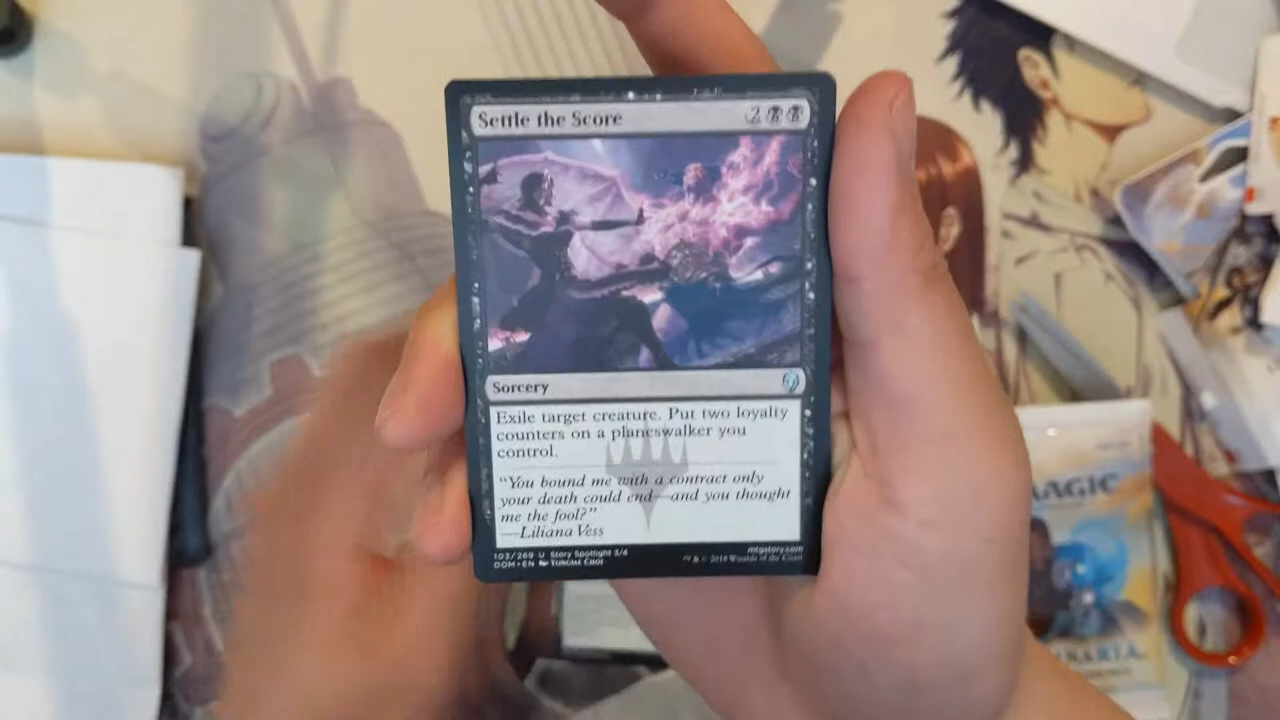 Settle the Score 2
Sorcery
Exile target creature. Put two loyalty
counters on a planeswalker you
control.
"You bound me with a contract only
your death could end—and you thought
me the fool?"
—Liliana Vess
103/269 U Story Spotlight 3/4
mtgstory.com
DOM • EN Yongjae Choi
™ & © 2018 Wizards of the Coast
MAGIC